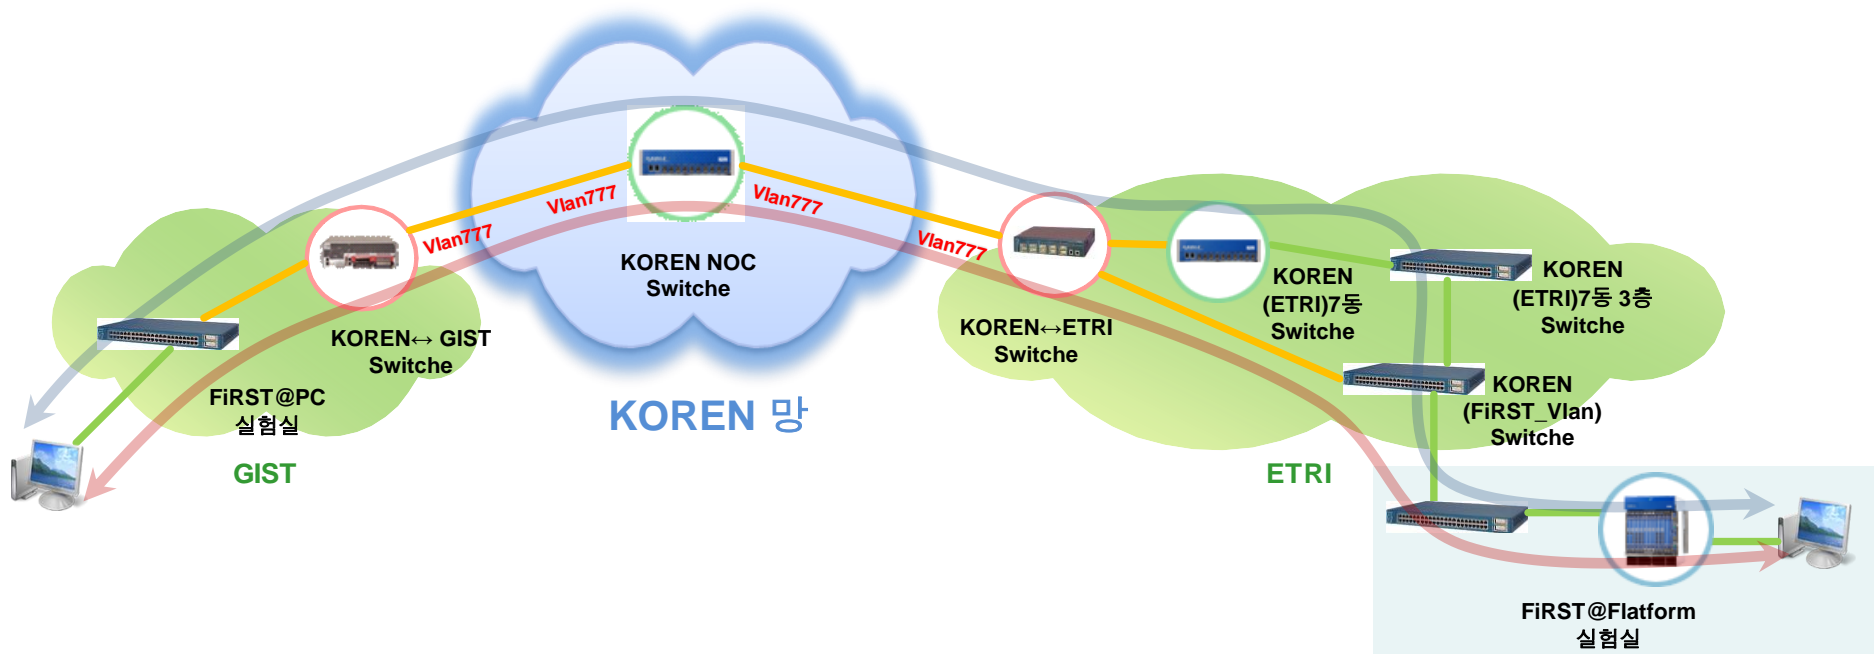 Vlan777
Vlan777
Vlan777
Vlan777
KOREN NOC
Switche
KOREN↔ GIST
Switche
KOREN↔ETRI
Switche
KOREN
(ETRI)7동
Switche
KOREN
(ETRI)7동 3층
Switche
KOREN
(FiRST_Vlan)
Switche
FiRST@PC
실험실
KOREN 망
GIST
ETRI
FiRST@Flatform
실험실